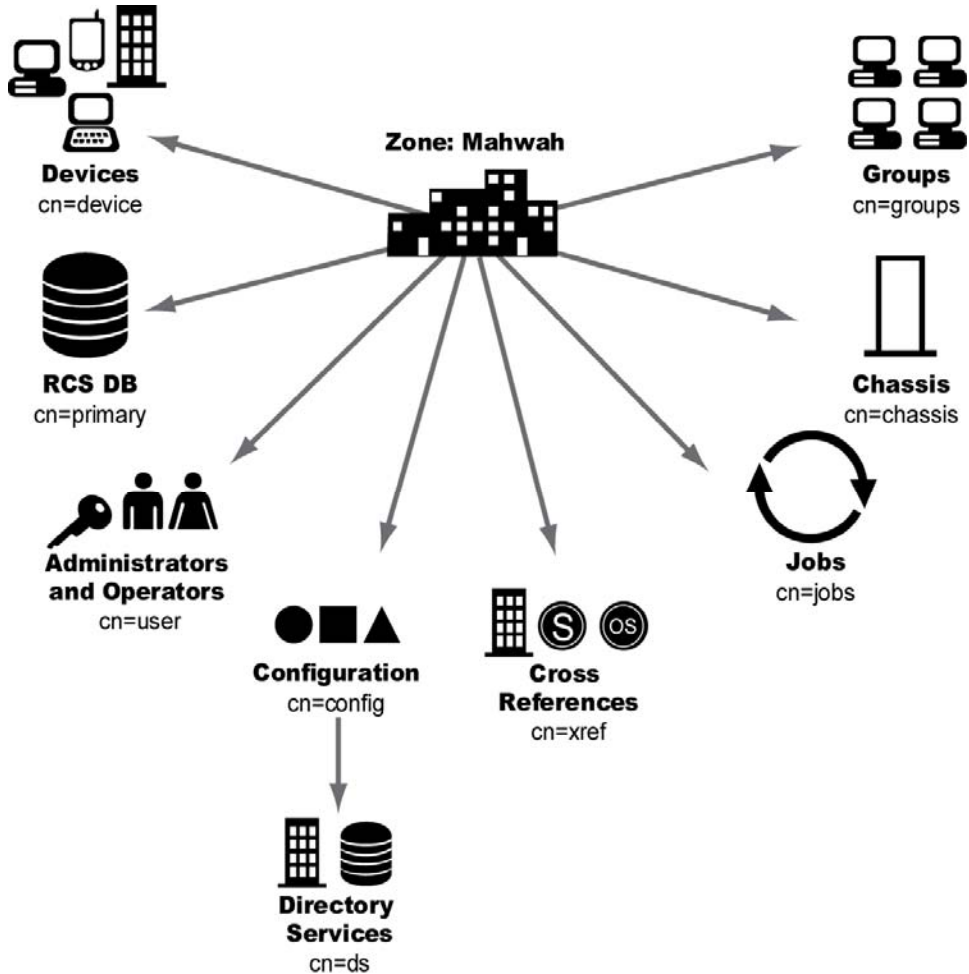 Zone: Mahwah
Devices
cn=device
Groups
cn=groups
RCS DB
cn=primary
Chassis
cn=chassis
Administrators
and Operators
cn=user
Jobs
cn=jobs
Configuration
cn=config
S
OS
Cross
References
cn=xref
Directory
Services
cn=ds